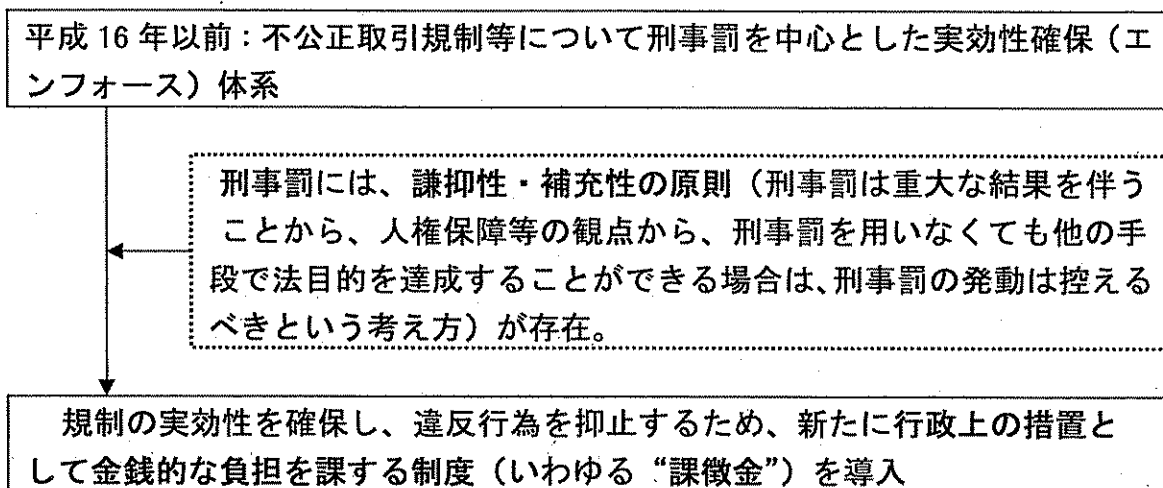 平成 16 年以前：不公正取引規制等について刑事罰を中心とした実効性確保（エ
ンフォース）体系
刑事罰には、謙抑性・補充性の原則（刑事罰は重大な結果を伴う
ことから、人権保障等の観点から、刑事罰を用いなくても他の手
段で法目的を達成することができる場合は、刑事罰の発動は控える
べきという考え方）が存在。
規制の実効性を確保し、違反行為を抑止するため、新たに行政上の措置と
して金銭的な負担を課する制度（いわゆる“課徴金”）を導入